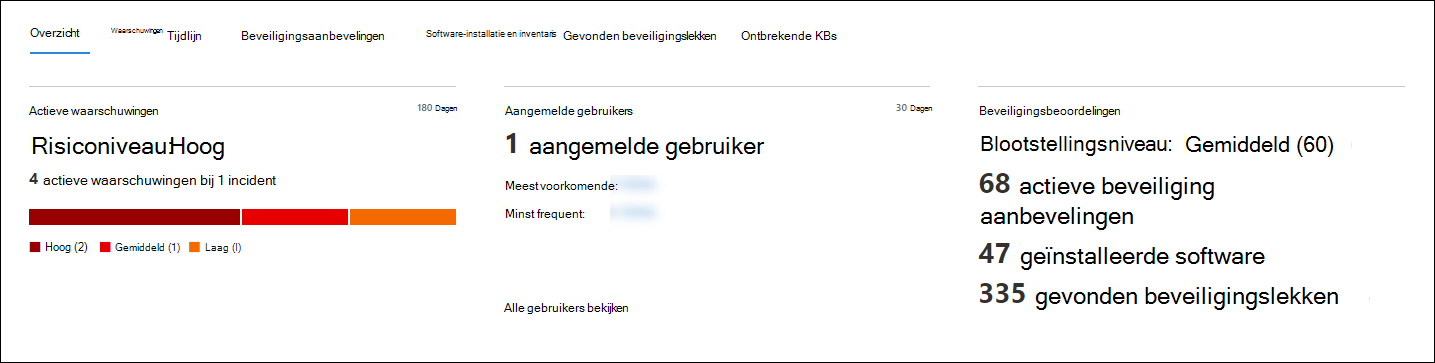 Overzicht Waarschuwingen Tijdlijn Beveiligingsaanbevelingen Software-installatie en inventaris Gevonden beveiligingslekken Ontbrekende KBs
Actieve waarschuwingen 180 Dagen
Risiconiveau:Hoog
4 actieve waarschuwingen bij 1 incident
Hoog (2) Gemiddeld (1) Laag (l)
Aangemelde gebruikers 30 Dagen
1 aangemelde gebruiker
Meest voorkomende:
Minst frequent:
Alle gebruikers bekijken
Beveiligingsbeoordelingen
Blootstellingsniveau: Gemiddeld (60)
68 actieve beveiliging
aanbevelingen
47 geïnstalleerde software
335 gevonden beveiligingslekken